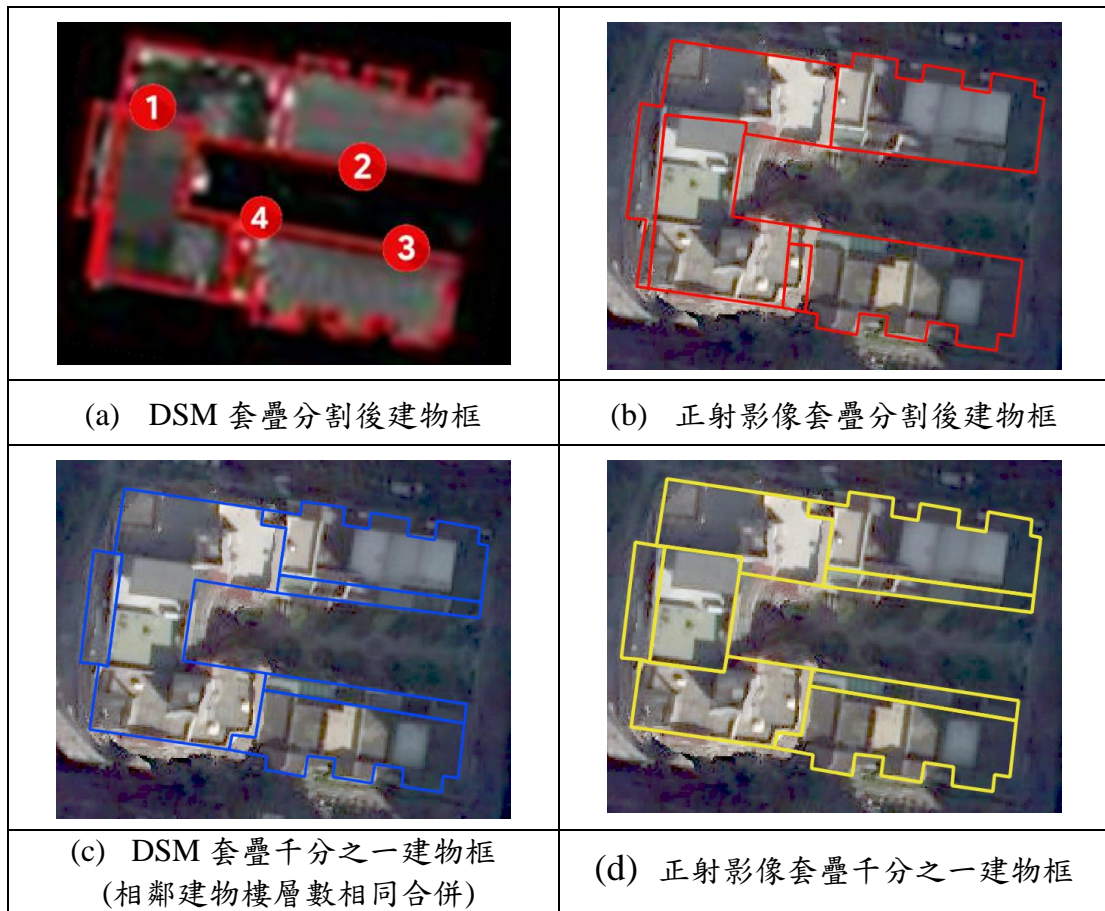 1
2
4
3
(a) DSM 套疊分割後建物框
(b) 正射影像套疊分割後建物框
(c) DSM 套疊千分之一建物框
(相鄰建物樓層數相同合併)
(d) 正射影像套疊千分之一建物框